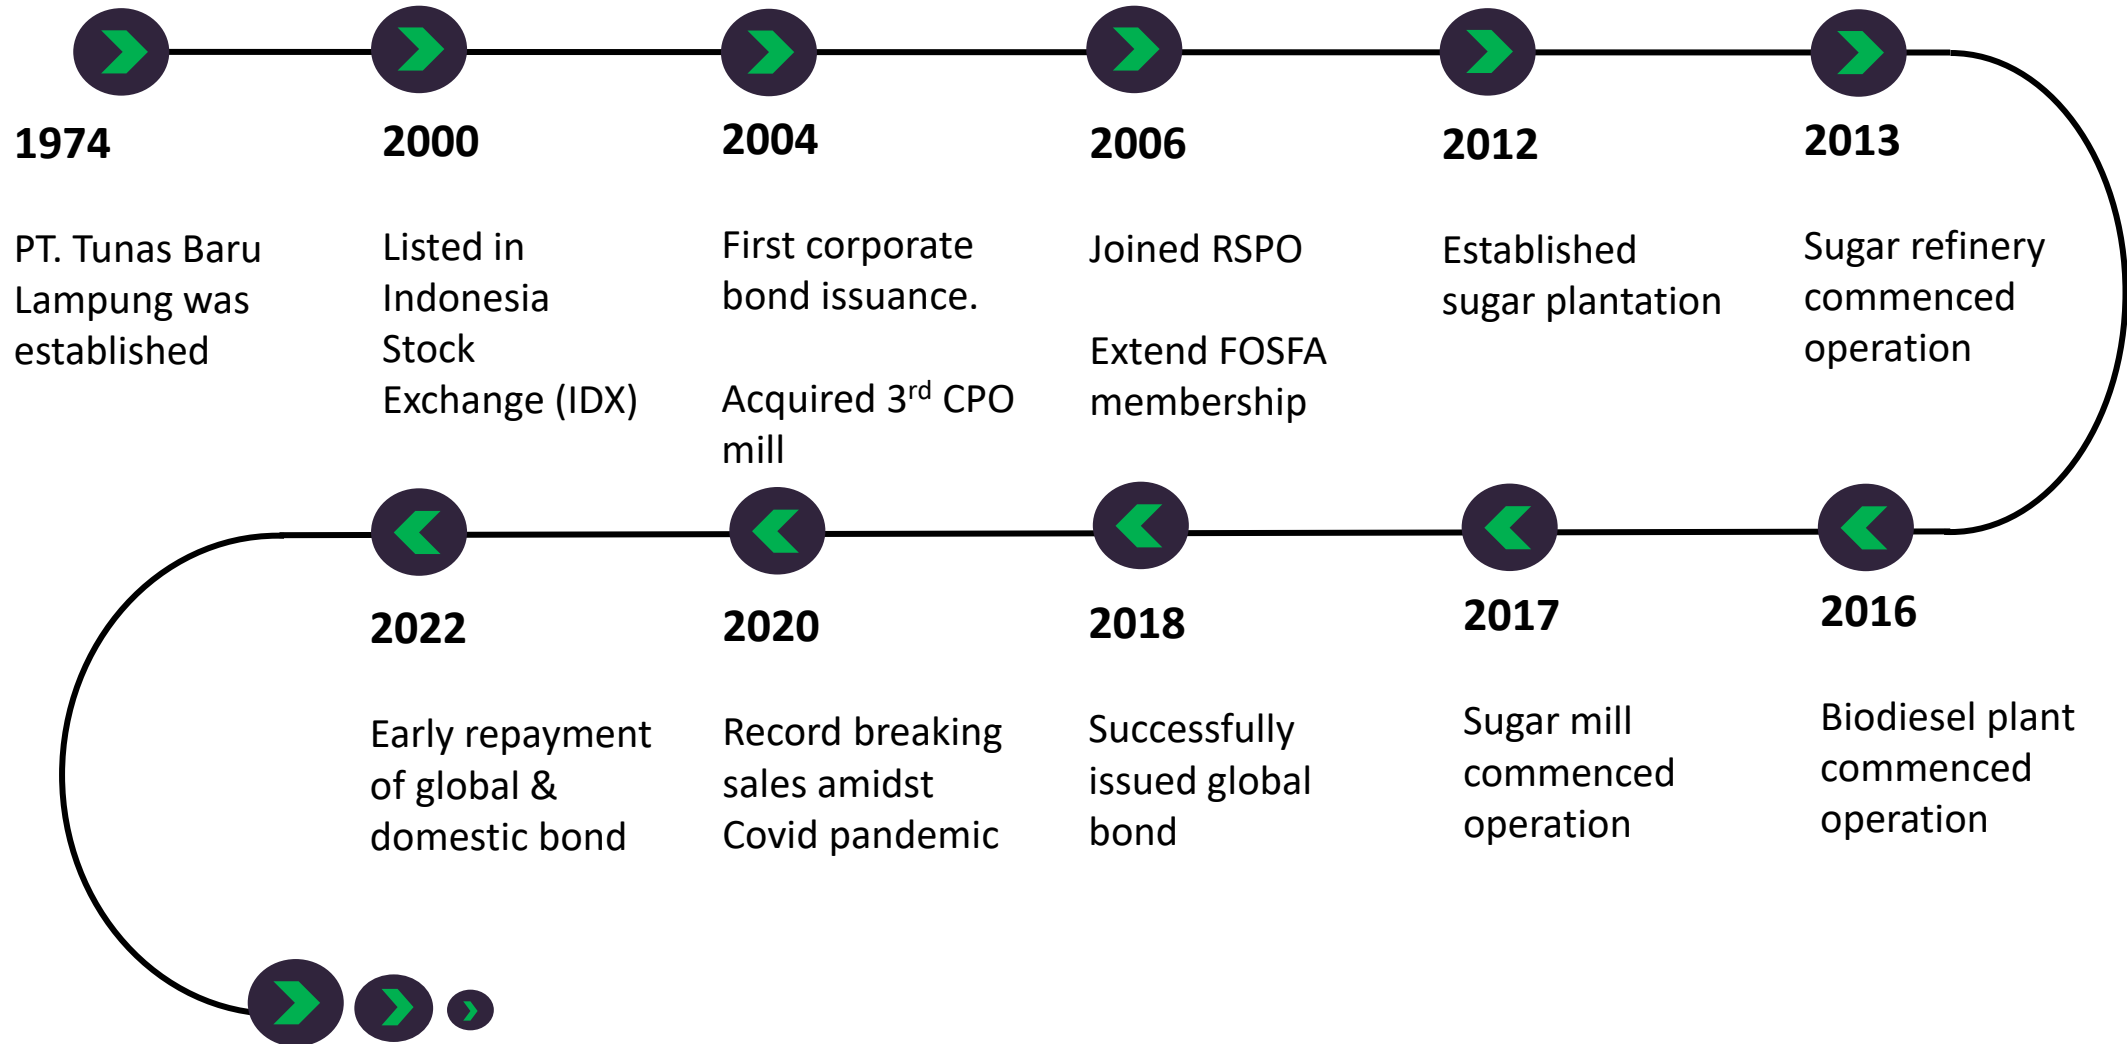 1974
PT. Tunas Baru
Lampung was
established
2000
Listed in
Indonesia
Stock
Exchange (IDX)
2004
First corporate
bond issuance.
Acquired 3rd CPO
mill
2006
Joined RSPO
Extend FOSFA
membership
2012
Established
sugar plantation
2013
Sugar refinery
commenced
operation
2016
Biodiesel plant
commenced
operation
2017
Sugar mill
commenced
operation
2018
Successfully
issued global
bond
2020
Record breaking
sales amidst
Covid pandemic
2022
Early repayment
of global &
domestic bond